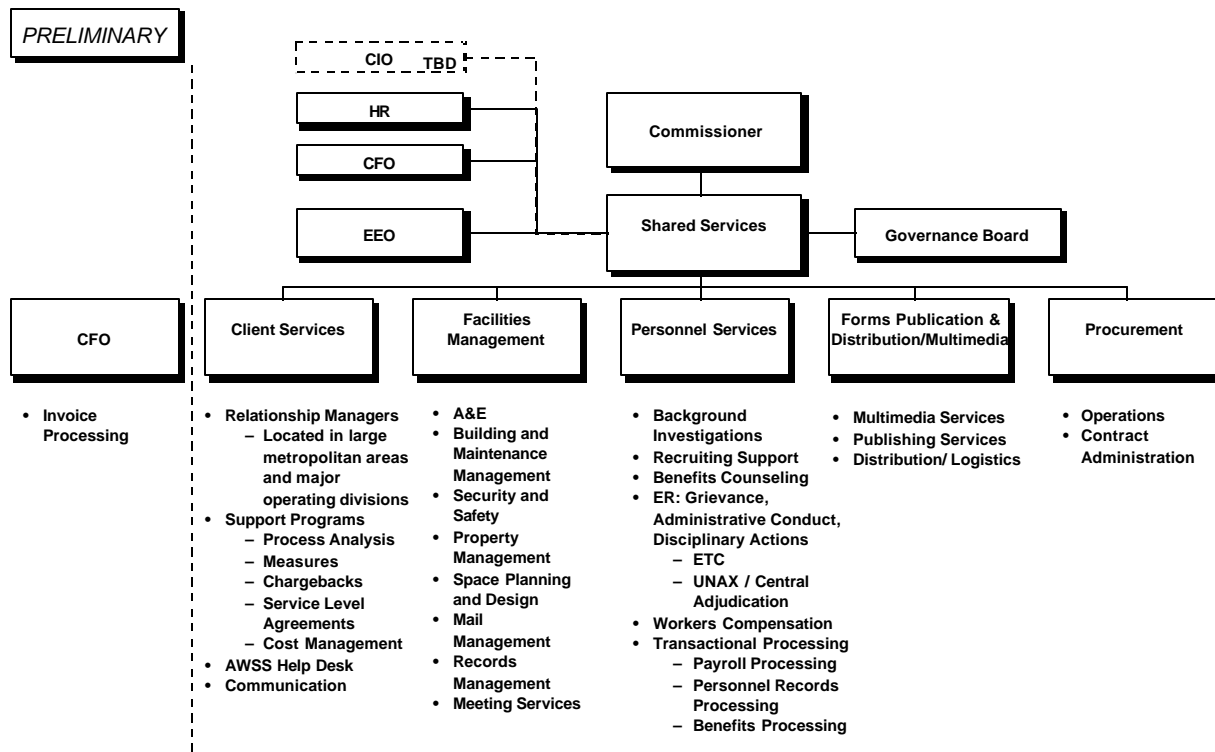 PRELIMINARY
CIO
TBD
HR
CFO
EEO
Commissioner
Shared Services
Governance Board
CFO
• Invoice
Processing
Client Services
• Relationship Managers
– Located in large
metropolitan areas
and major
operating divisions
• Support Programs
– Process Analysis
– Measures
– Chargebacks
– Service Level
Agreements
– Cost Management
• AWSS Help Desk
• Communication
Facilities
Management
• A&E
• Building and
Maintenance
Management
• Security and
Safety
• Property
Management
• Space Planning
and Design
• Mail
Management
• Records
Management
• Meeting Services
Personnel Services
• Background
Investigations
• Recruiting Support
• Benefits Counseling
• ER: Grievance,
Administrative Conduct,
Disciplinary Actions
– ETC
– UNAX / Central
Adjudication
• Workers Compensation
• Transactional Processing
– Payroll Processing
– Personnel Records
Processing
– Benefits Processing
Forms Publication &
Distribution/Multimedia
• Multimedia Services
• Publishing Services
• Distribution/ Logistics
Procurement
• Operations
• Contract
Administration